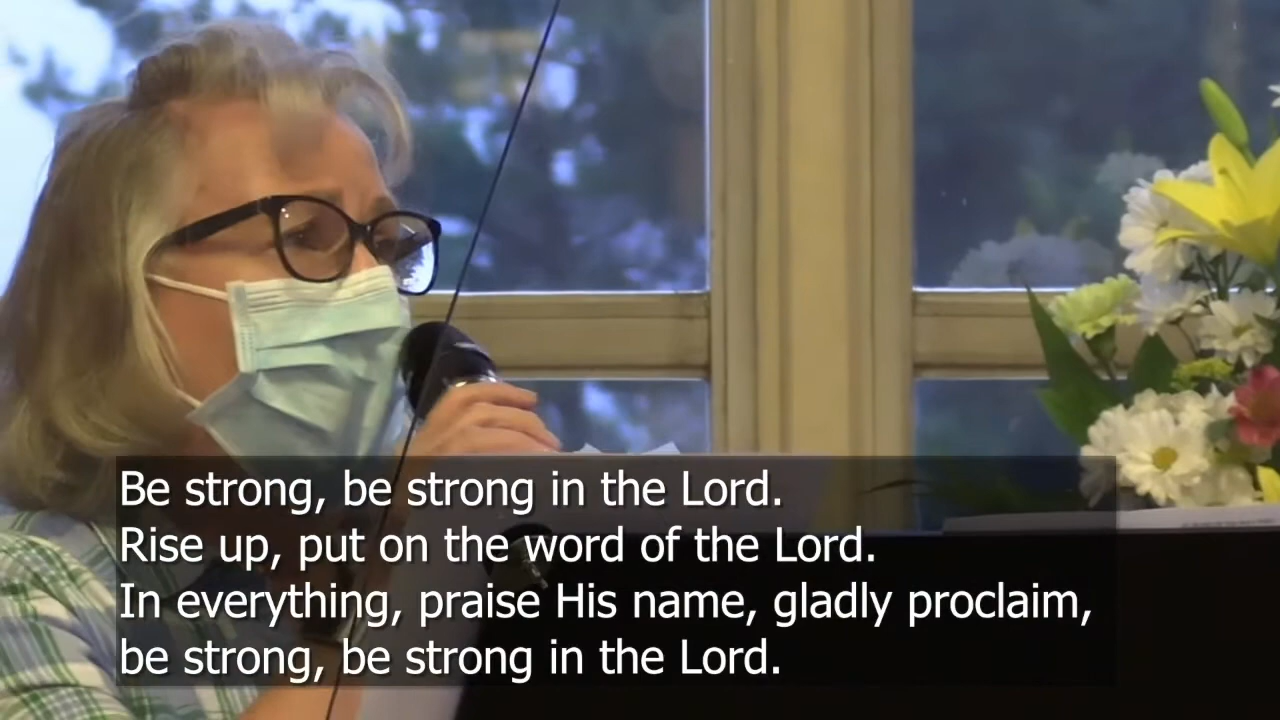 Be strong, be strong in the Lord.
Rise up, put on the word of the Lord.
In everything, praise His name, gladly proclaim,
be strong, be strong in the Lord.